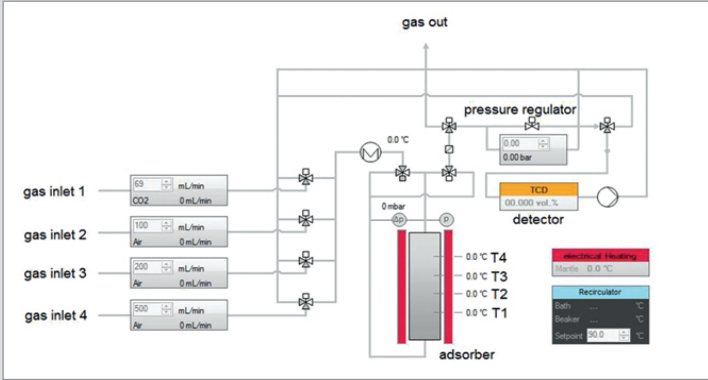 gas out
pressure regulator
0.00
0.00 bar
0.0 °C
gas inlet 1
69 mL/min
CO2 0 mL/min
TCD
00.000 vol.%
detector
0 mbar
Δp
p
gas inlet 2
100 mL/min
Air 0 mL/min
gas inlet 3
200 mL/min
Air 0 mL/min
gas inlet 4
500 mL/min
Air 0 mL/min
0.0 °C T4
0.0 °C T3
0.0 °C T2
0.0 °C T1
adsorber
electrical Heating
Mantle 0.0 °C
Recirculator
Bath ... °C
Beaker ... °C
Setpoint 90.0 °C